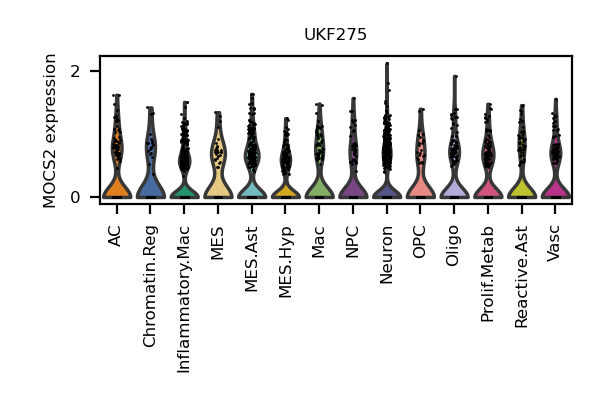 UKF275
MOCS2 expression
2
0
AC
Chromatin.Reg
Inflammatory.Mac
MES
MES.Ast
MES.Hyp
Mac
NPC
Neuron
OPC
Oligo
Prolif.Metab
Reactive.Ast
Vasc